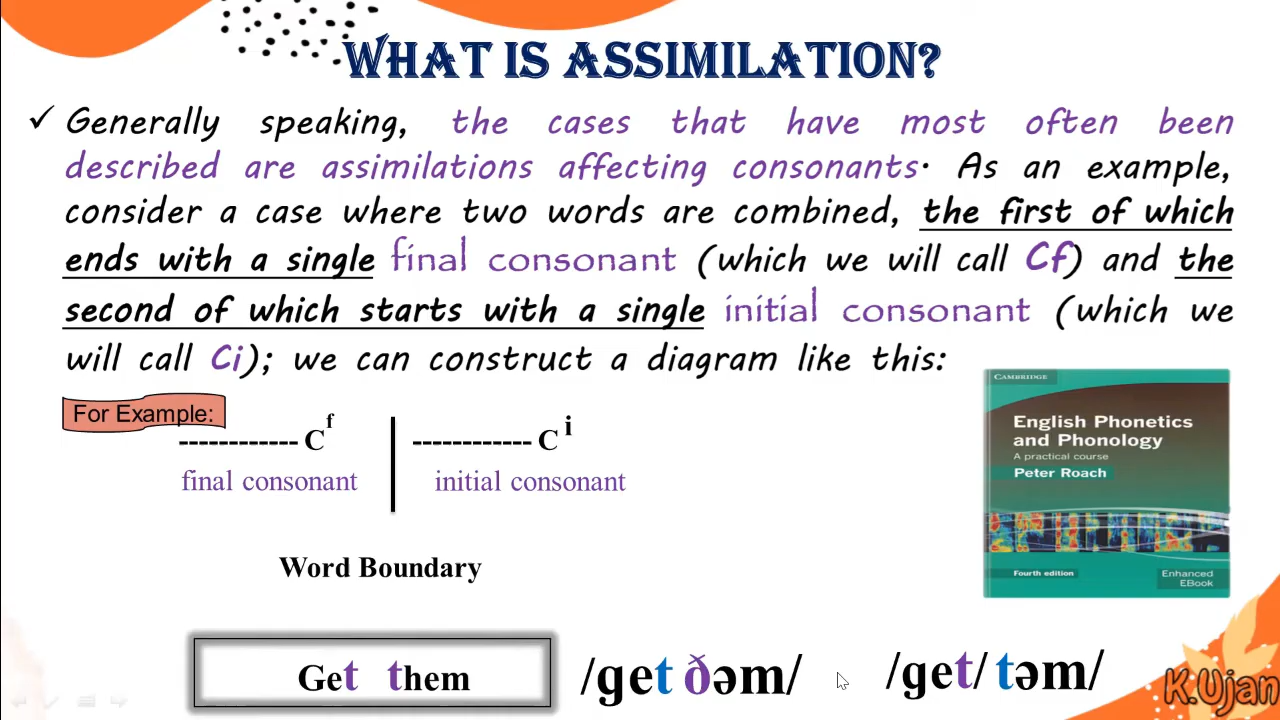 WHAT IS ASSIMILATION?
✓ Generally speaking, the cases that have most often been
described are assimilations affecting consonants. As an example,
consider a case where two words are combined, the first of which
ends with a single final consonant (which we will call Cf) and the
second of which starts with a single initial consonant (which we
will call Ci); we can construct a diagram like this:
For Example:
------------ C f ------------ C i
final consonant initial consonant
Word Boundary
CAMBRIDGE
English Phonetics
and Phonology
A practical course
Peter Roach
Fourth edition
Enhanced
EBook
Get them /ɡet ðəm/ /ɡet/ təm/
K.Ujan